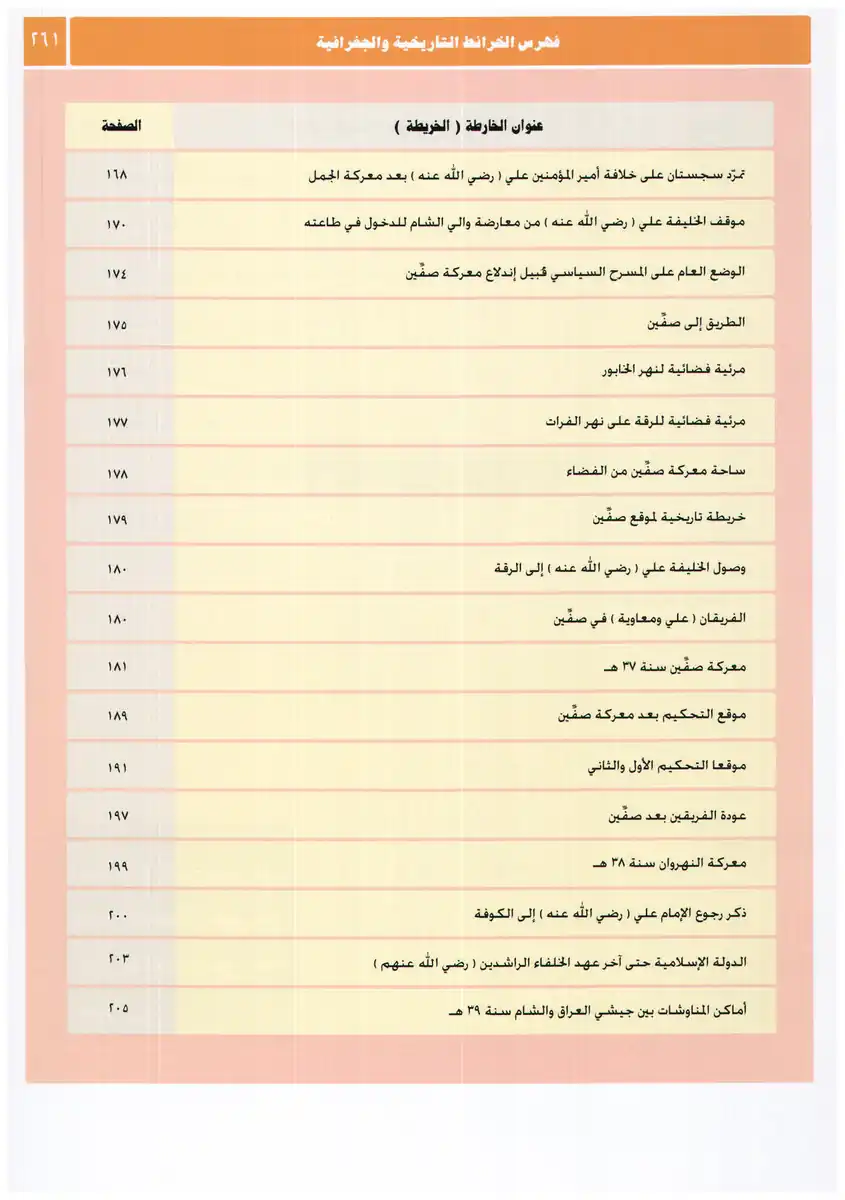 فهرس الخرائط التاريخية والجغرافية ٢٦١
عنوان الخارطة ( الخريطة ) الصفحة
تمرّد سجستان على خلافة أمير المؤمنين علي ( رضي الله عنه ) بعد معركة الجمل ١٦٨
موقف الخليفة علي ( رضي الله عنه ) من معارضة والي الشام للدخول في طاعته ١٧٠
الوضع العام على المسرح السياسي قُبيل إندلاع معركة صفِّين ١٧٤
الطريق إلى صفِّين ١٧٥
مرئية فضائية لنهر الخابور ١٧٦
مرئية فضائية للرقة على نهر الفرات ١٧٧
ساحة معركة صفِّين من الفضاء ١٧٨
خريطة تاريخية لموقع صفِّين ١٧٩
وصول الخليفة علي ( رضي الله عنه ) إلى الرقة ١٨٠
الفريقان ( علي ومعاوية ) في صفِّين ١٨٠
معركة صفِّين سنة ٣٧ هـ ١٨١
موقع التحكيم بعد معركة صفِّين ١٨٩
موقعا التحكيم الأول والثاني ١٩١
عودة الفريقين بعد صفِّين ١٩٧
معركة النهروان سنة ٣٨ هـ ١٩٩
ذكر رجوع الإمام علي ( رضي الله عنه ) إلى الكوفة ٢٠٠
الدولة الإسلامية حتى آخر عهد الخلفاء الراشدين ( رضي الله عنهم ) ٢٠٣
أماكن المناوشات بين جيشي العراق والشام سنة ٣٩ هـ ٢٠٥